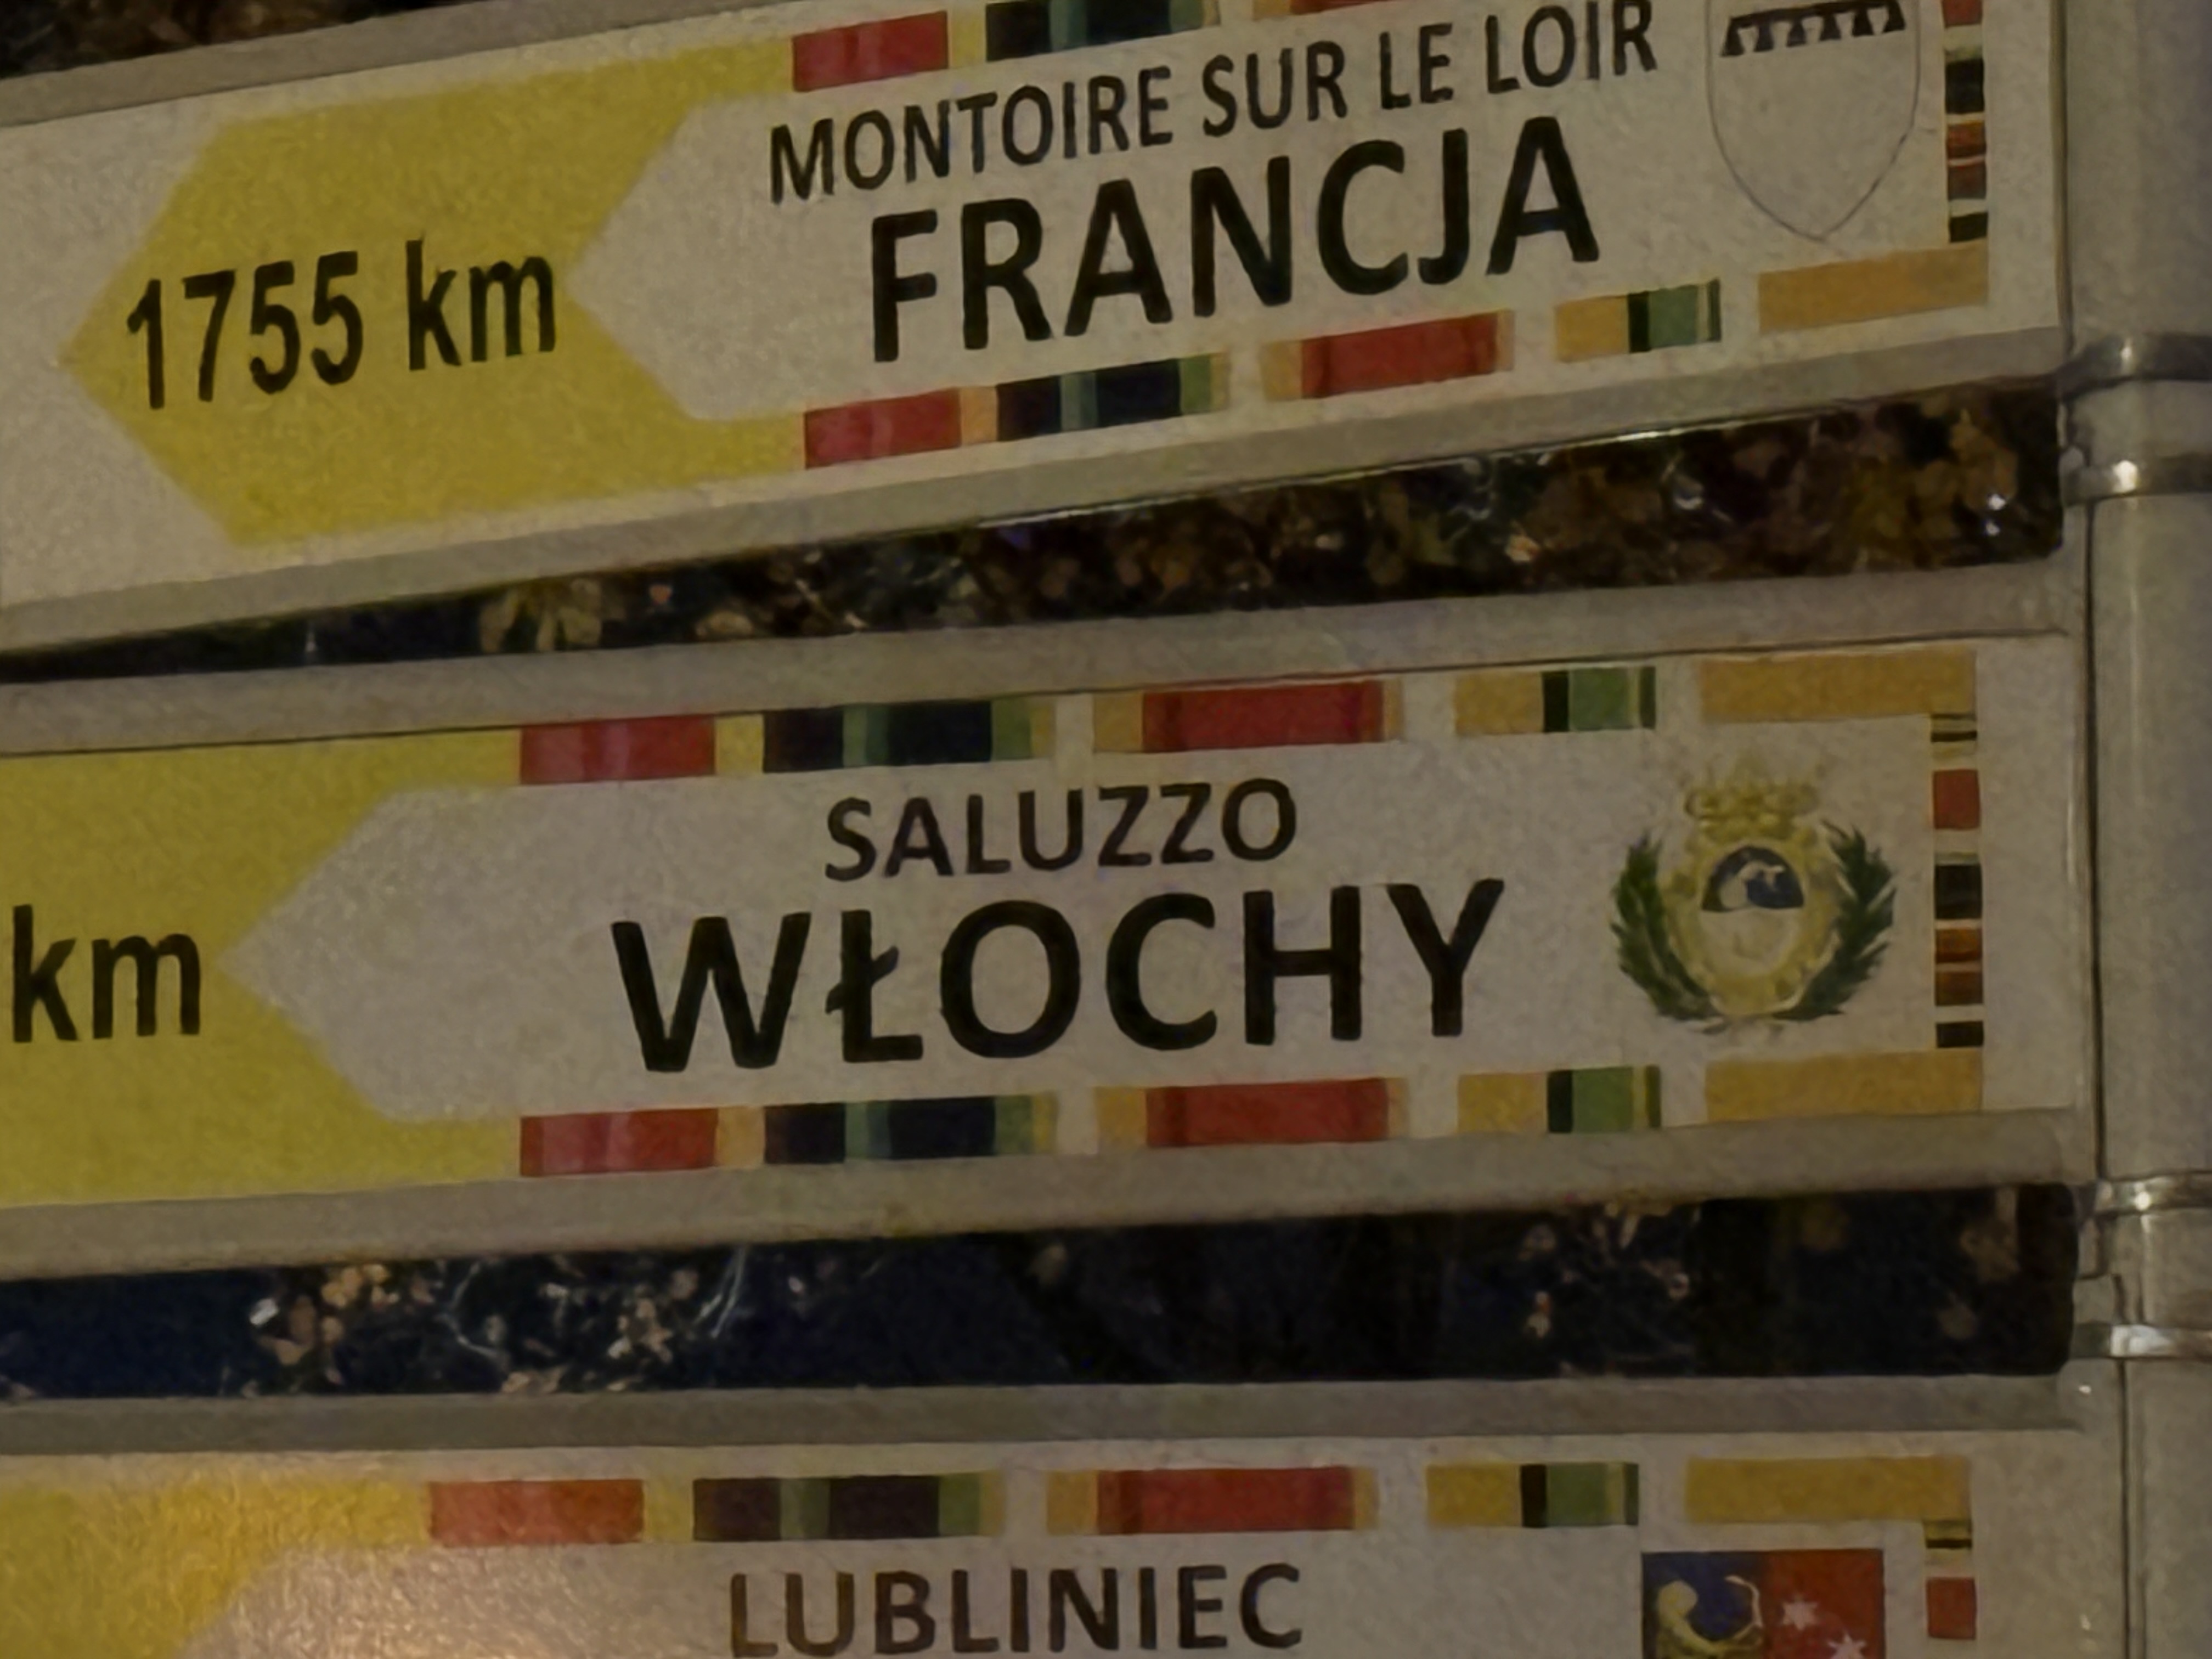 MONTOIRE SUR LE LOIR
1755 km FRANCJA
SALUZZO
km WŁOCHY
LUBLINIEC